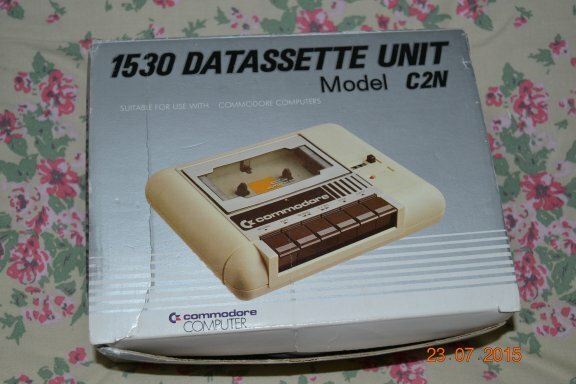 1530 DATASSETTE UNIT
Model C2N
SUITABLE FOR USE WITH COMMODORE COMPUTERS
commodore
commodore
COMPUTER
23 07 2015